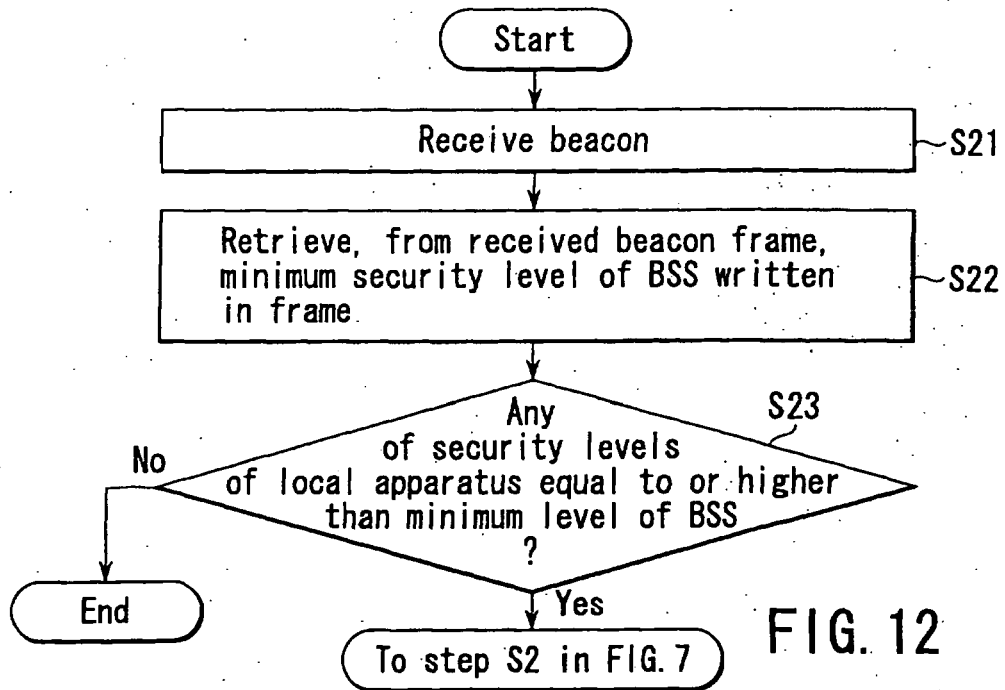 Start
Receive beacon
S21
Retrieve, from received beacon frame,
minimum security level of BSS written
in frame
S22
Any
of security levels
of local apparatus equal to or higher
than minimum level of BSS
?
S23
No
End
Yes
To step S2 in FIG. 7
FIG. 12